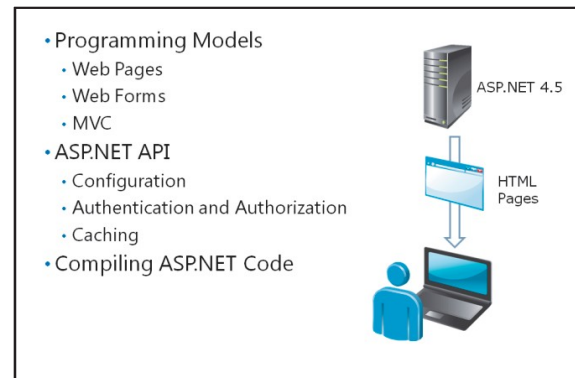 • Programming Models
• Web Pages
• Web Forms
• MVC
• ASP.NET API
• Configuration
• Authentication and Authorization
• Caching
• Compiling ASP.NET Code
ASP.NET 4.5
HTML
Pages